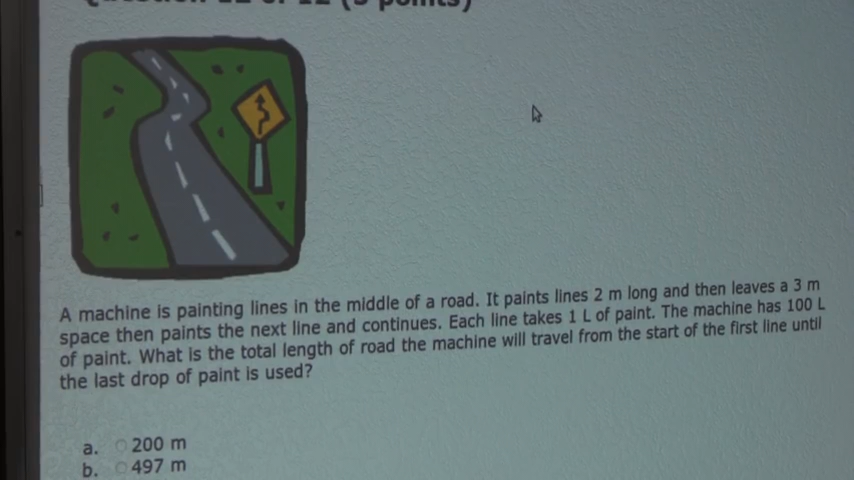 (5 points)
A machine is painting lines in the middle of a road. It paints lines 2 m long and then leaves a 3 m
space then paints the next line and continues. Each line takes 1 L of paint. The machine has 100 L
of paint. What is the total length of road the machine will travel from the start of the first line until
the last drop of paint is used?
a. 200 m
b. 497 m